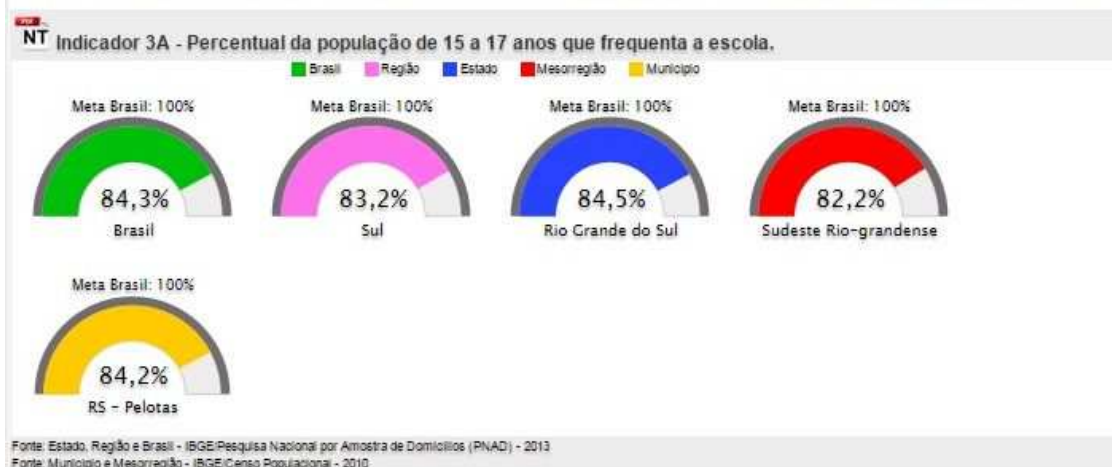 PDF
NT Indicador 3A - Percentual da população de 15 a 17 anos que frequenta a escola.
Brasil Região Estado Mesorregião Município
Meta Brasil: 100% Meta Brasil: 100% Meta Brasil: 100% Meta Brasil: 100%
84,3% 83,2% 84,5% 82,2%
Brasil Sul Rio Grande do Sul Sudeste Rio-grandense
Meta Brasil: 100%
84,2%
RS - Pelotas
Fonte: Estado, Região e Brasil - IBGE/Pesquisa Nacional por Amostra de Domicílios (PNAD) - 2013
Fonte: Município e Mesorregião - IBGE/Censo Populacional - 2010